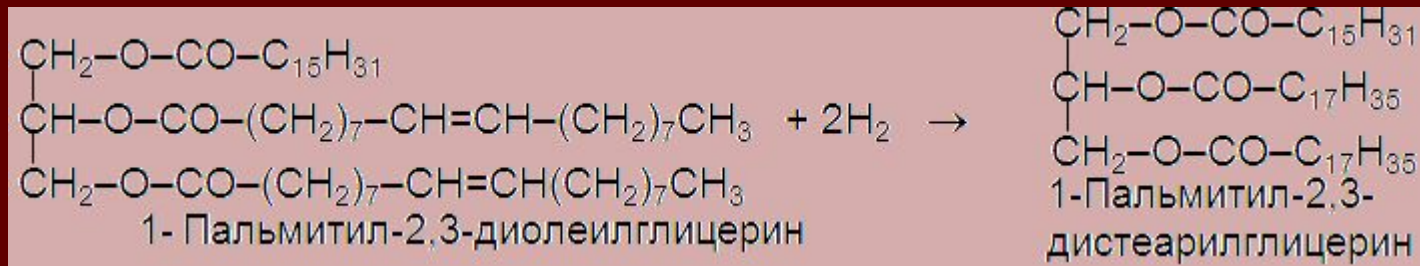 CH₂–O–CO–C₁₅H₃₁
CH–O–CO–(CH₂)₇–CH=CH–(CH₂)₇CH₃ + 2H₂ →
CH₂–O–CO–(CH₂)₇–CH=CH(CH₂)₇CH₃
1- Пальмитил-2,3-диолеилглицерин
CH₂–O–CO–C₁₅H₃₁
CH–O–CO–C₁₇H₃₅
CH₂–O–CO–C₁₇H₃₅
1-Пальмитил-2,3-
дистеарилглицерин